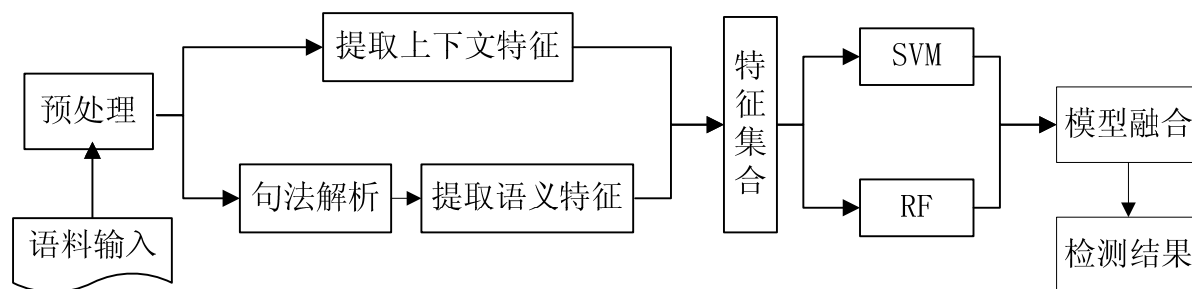 提取上下文特征
预处理
句法解析
提取语义特征
语料输入
特征集合
SVM
RF
模型融合
检测结果